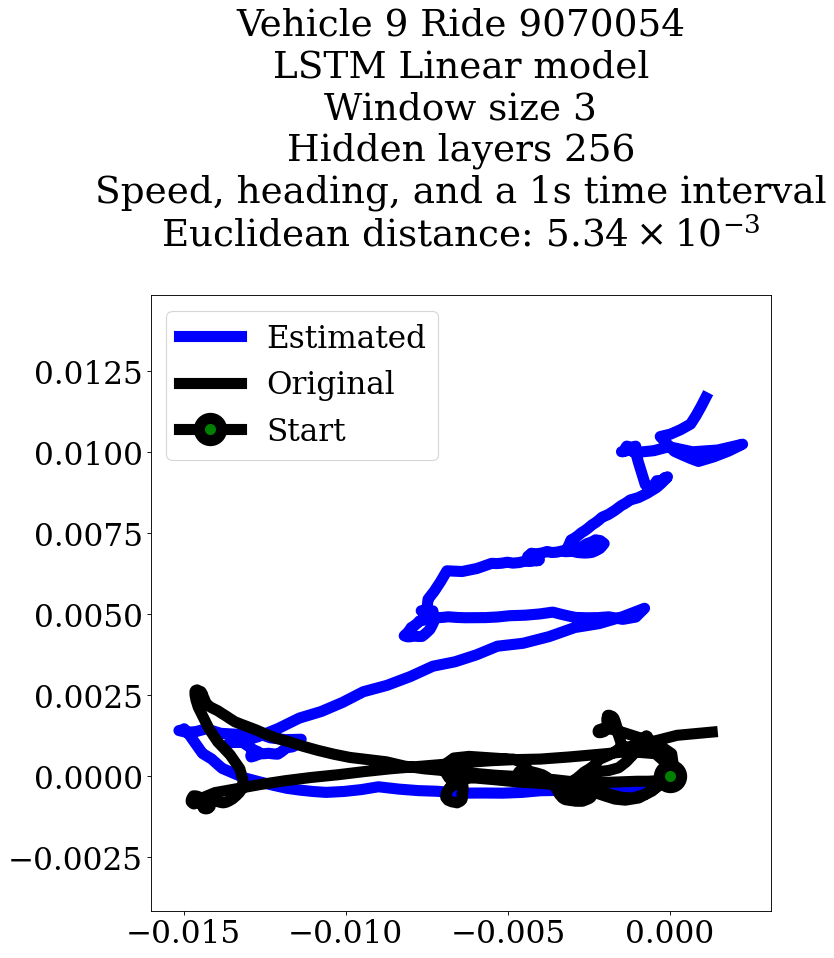 Vehicle 9 Ride 9070054
LSTM Linear model
Window size 3
Hidden layers 256
Speed, heading, and a 1s time interval
Euclidean distance: 5.34 × 10⁻³
Estimated
Original
Start
0.0125
0.0100
0.0075
0.0050
0.0025
0.0000
−0.0025
−0.015 −0.010 −0.005 0.000